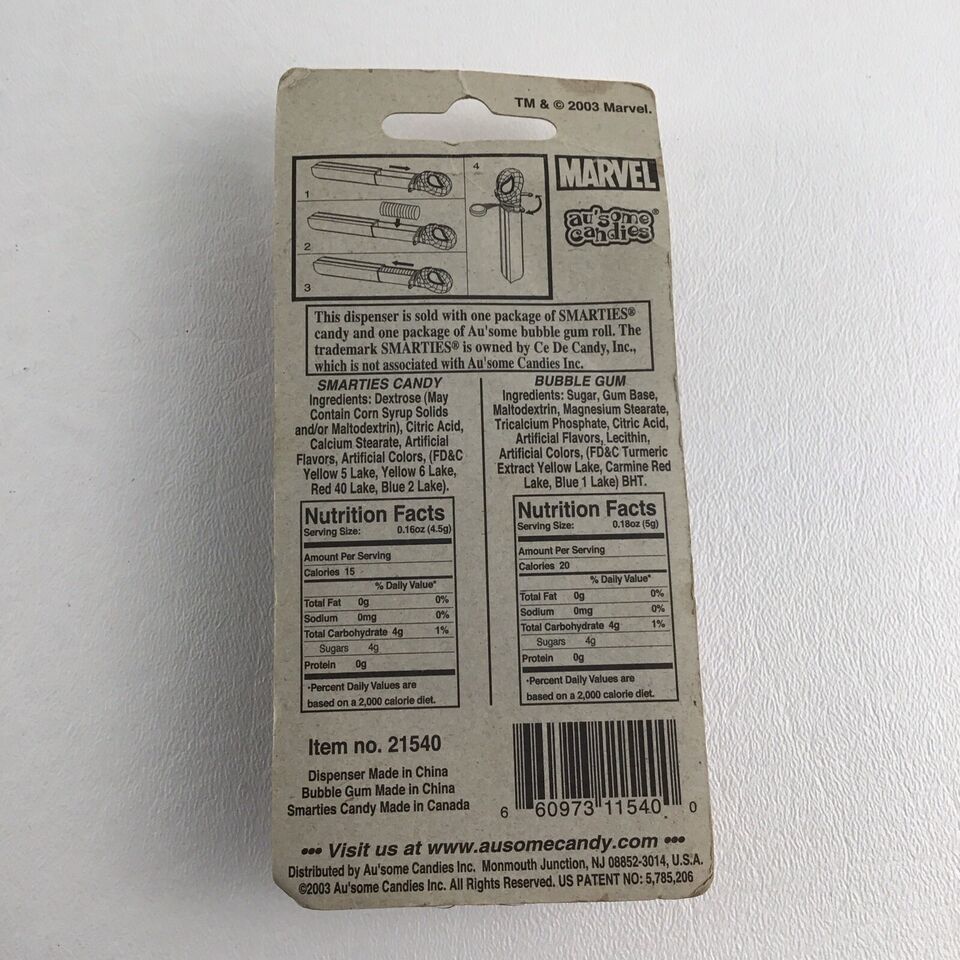 TM & © 2003 Marvel.
1
2
3
4
MARVEL
au'some®
candies
This dispenser is sold with one package of SMARTIES®
candy and one package of Au'some bubble gum roll. The
trademark SMARTIES® is owned by Ce De Candy, Inc.,
which is not associated with Au'some Candies Inc.
SMARTIES CANDY
Ingredients: Dextrose (May
Contain Corn Syrup Solids
and/or Maltodextrin), Citric Acid,
Calcium Stearate, Artificial
Flavors, Artificial Colors, (FD&C
Yellow 5 Lake, Yellow 6 Lake,
Red 40 Lake, Blue 2 Lake).
Nutrition Facts
Serving Size: 0.16oz (4.5g)
Amount Per Serving
Calories 15
% Daily Value*
Total Fat 0g 0%
Sodium 0mg 0%
Total Carbohydrate 4g 1%
Sugars 4g
Protein 0g
•Percent Daily Values are
based on a 2,000 calorie diet.
BUBBLE GUM
Ingredients: Sugar, Gum Base,
Maltodextrin, Magnesium Stearate,
Tricalcium Phosphate, Citric Acid,
Artificial Flavors, Lecithin,
Artificial Colors, (FD&C Turmeric
Extract Yellow Lake, Carmine Red
Lake, Blue 1 Lake) BHT.
Nutrition Facts
Serving Size: 0.18oz (5g)
Amount Per Serving
Calories 20
% Daily Value*
Total Fat 0g 0%
Sodium 0mg 0%
Total Carbohydrate 4g 1%
Sugars 4g
Protein 0g
•Percent Daily Values are
based on a 2,000 calorie diet.
Item no. 21540
Dispenser Made in China
Bubble Gum Made in China
Smarties Candy Made in Canada
6 60973 11540 0
••• Visit us at www.ausomecandy.com •••
Distributed by Au'some Candies Inc. Monmouth Junction, NJ 08852-3014, U.S.A.
©2003 Au'some Candies Inc. All Rights Reserved. US PATENT NO: 5,785,206